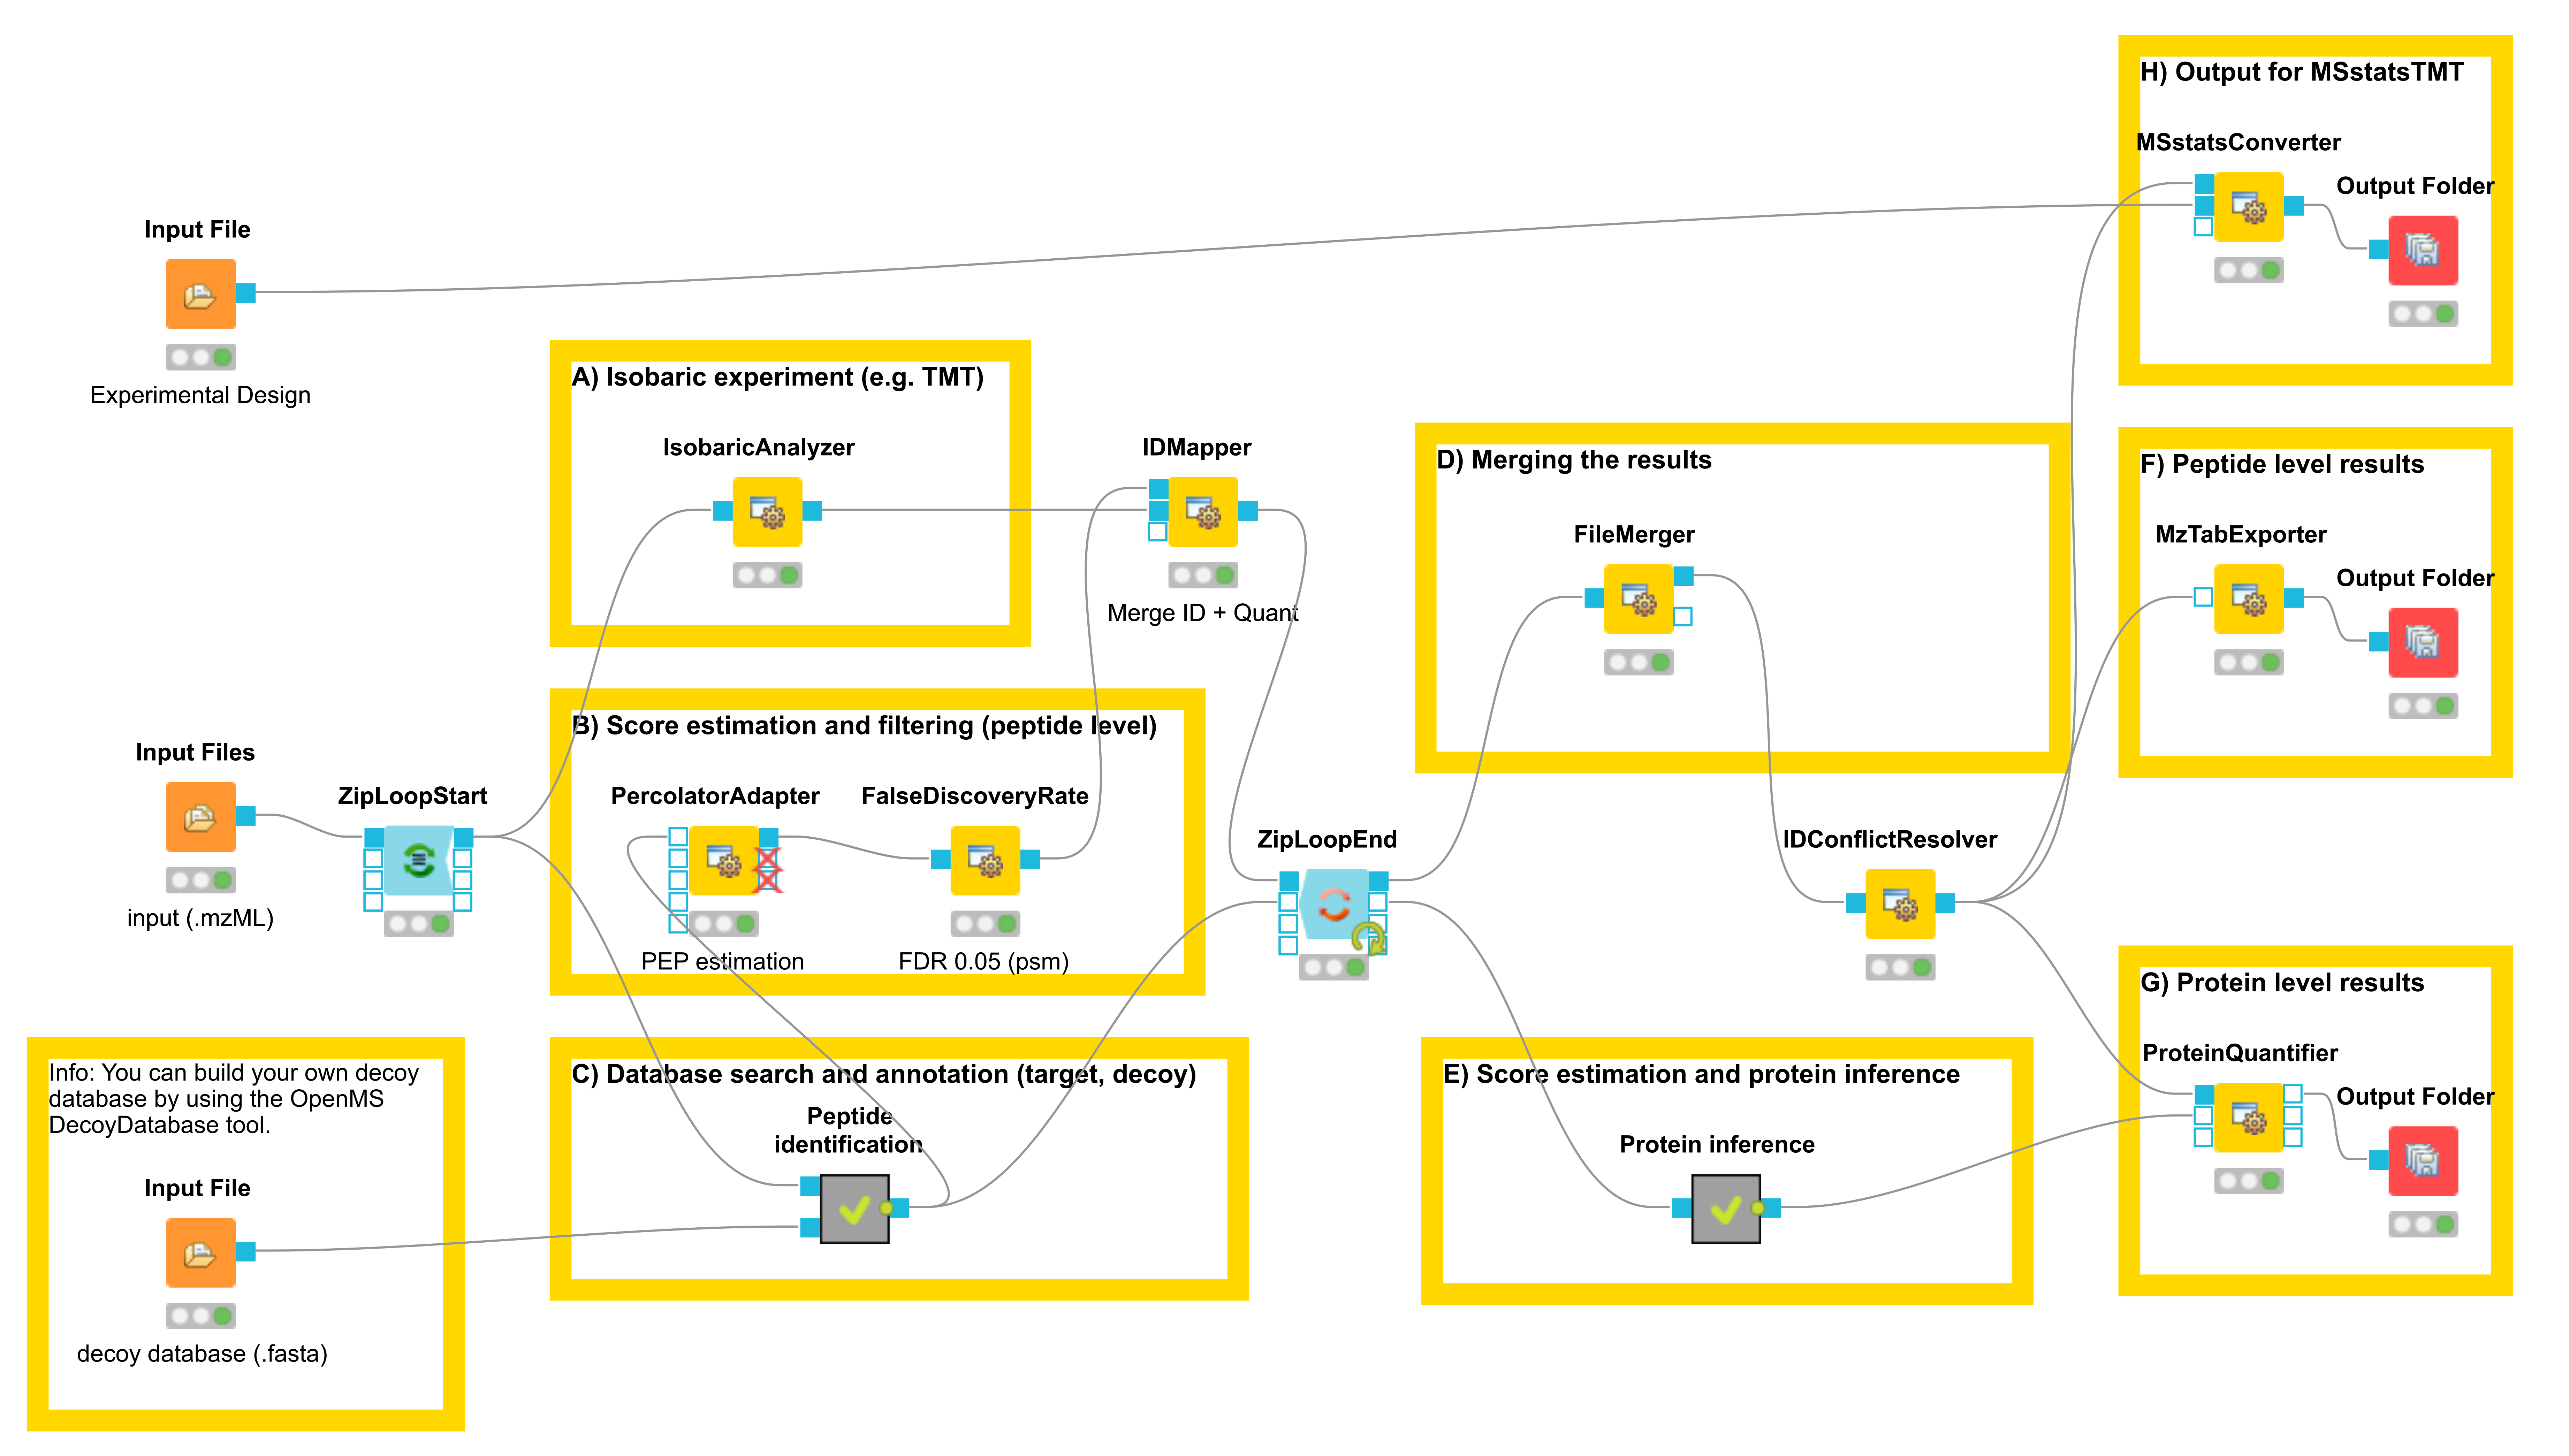 H) Output for MSstatsTMT
MSstatsConverter
Output Folder
Input File
Experimental Design
A) Isobaric experiment (e.g. TMT)
IsobaricAnalyzer
IDMapper
Merge ID + Quant
D) Merging the results
FileMerger
F) Peptide level results
MzTabExporter
Output Folder
B) Score estimation and filtering (peptide level)
Input Files
input (.mzML)
ZipLoopStart
PercolatorAdapter
PEP estimation
FalseDiscoveryRate
FDR 0.05 (psm)
ZipLoopEnd
IDConflictResolver
G) Protein level results
ProteinQuantifier
Output Folder
Info: You can build your own decoy
database by using the OpenMS
DecoyDatabase tool.
Input File
decoy database (.fasta)
C) Database search and annotation (target, decoy)
Peptide
identification
E) Score estimation and protein inference
Protein inference